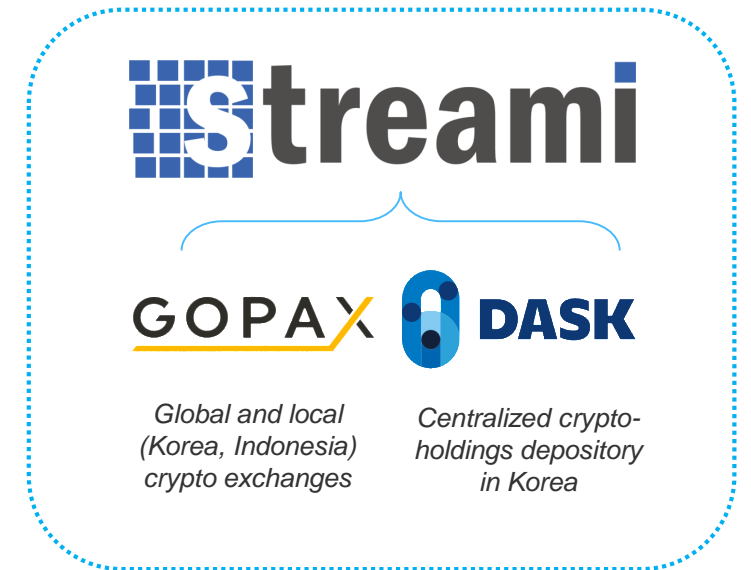 streami
GOPAX
DASK
Global and local
(Korea, Indonesia)
crypto exchanges
Centralized crypto-
holdings depository
in Korea